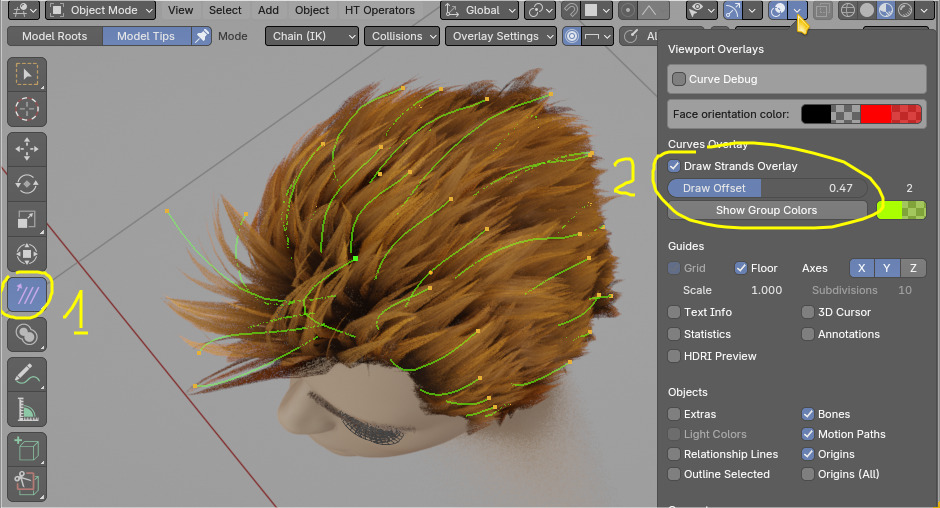 Object Mode View Select Add Object HT Operators Global
Model Roots Model Tips Mode Chain (IK) Collisions Overlay Settings
Viewport Overlays
Curve Debug
Face orientation color:
Curves Overlay
Draw Strands Overlay
Draw Offset 0.47 2
Show Group Colors
2
Guides
Grid Floor Axes X Y Z
1
Scale 1.000 Subdivisions 10
Text Info 3D Cursor
Statistics Annotations
HDRI Preview
Objects
Extras Bones
Light Colors Motion Paths
Relationship Lines Origins
Outline Selected Origins (All)